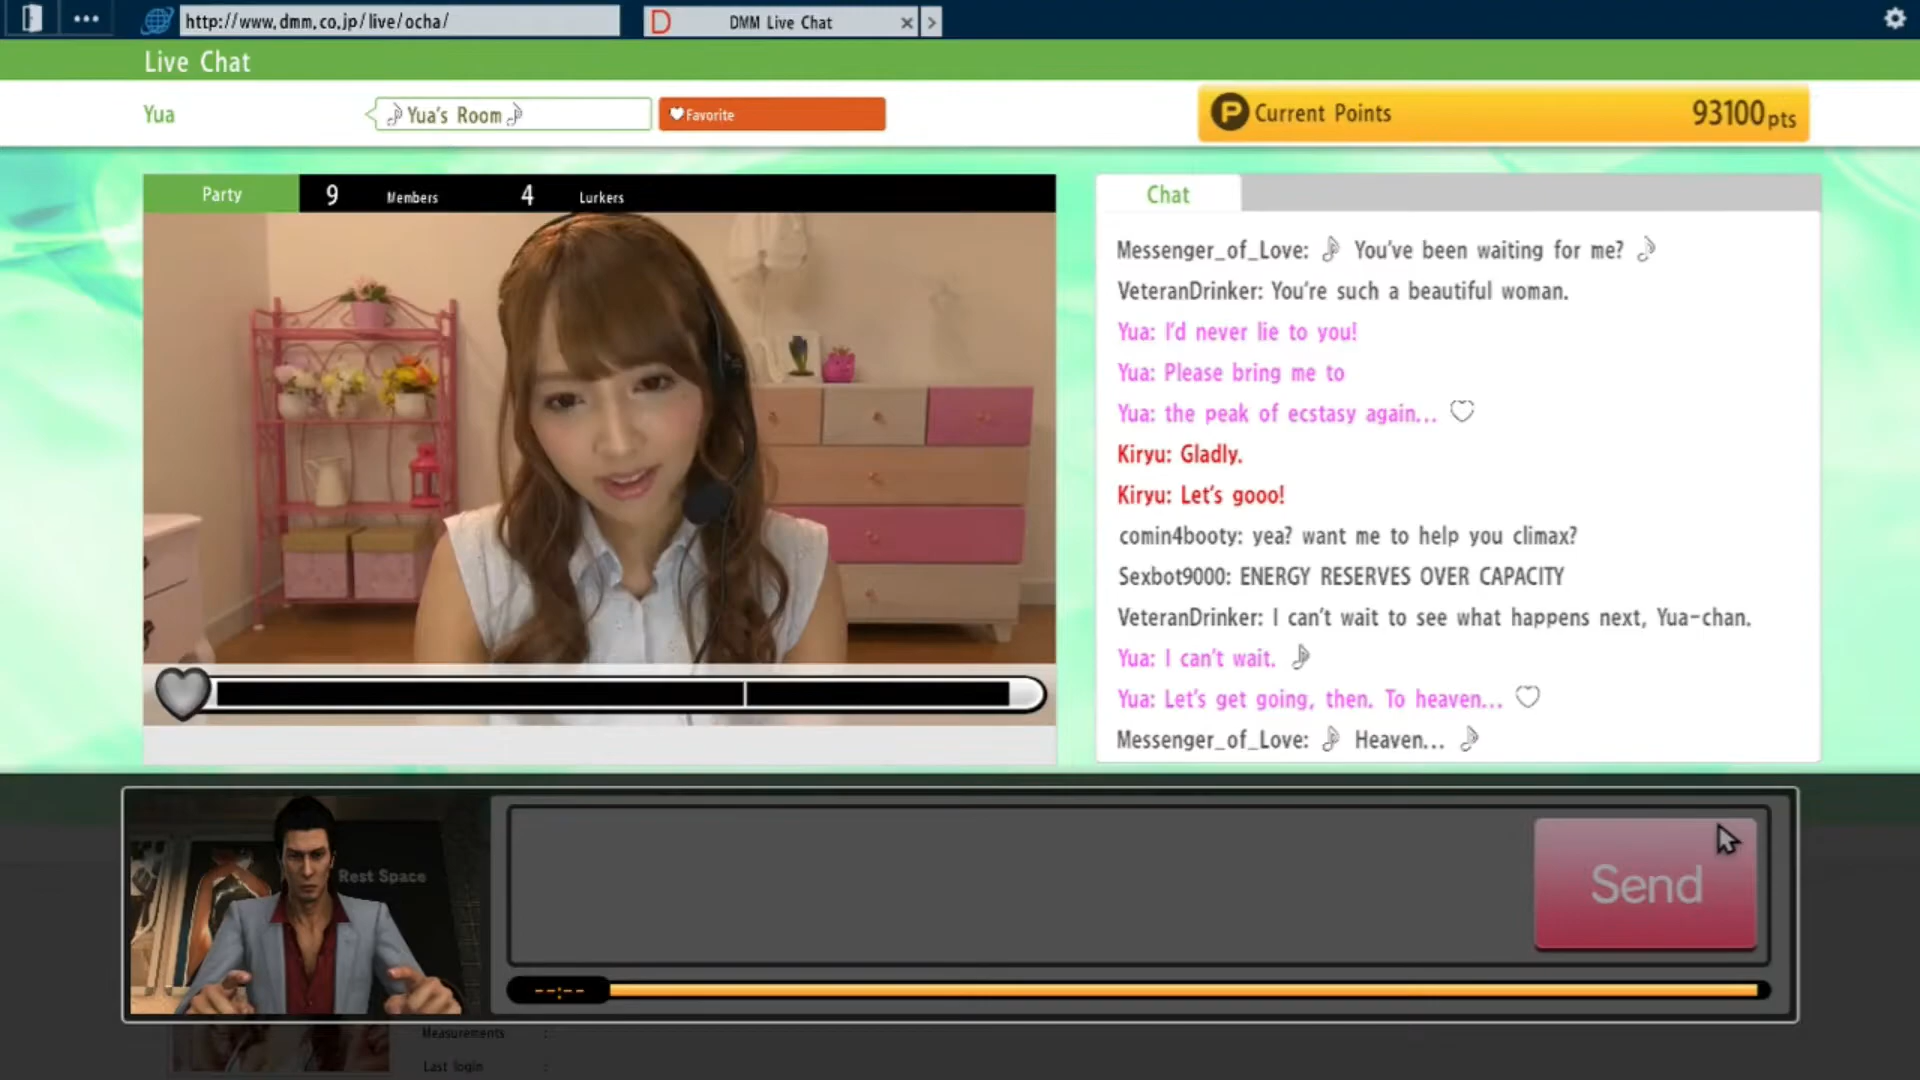 http://www.dmm.co.jp/live/ocha/
D DMM Live Chat
Live Chat
Yua
♪Yua's Room♪
Favorite
P Current Points 93100pts
Party 9 Members 4 Lurkers
Chat
Messenger_of_Love: ♪ You've been waiting for me? ♪
VeteranDrinker: You're such a beautiful woman.
Yua: I'd never lie to you!
Yua: Please bring me to
Yua: the peak of ecstasy again... ♡
Kiryu: Gladly.
Kiryu: Let's gooo!
comin4booty: yea? want me to help you climax?
Sexbot9000: ENERGY RESERVES OVER CAPACITY
VeteranDrinker: I can't wait to see what happens next, Yua-chan.
Yua: I can't wait. ♪
Yua: Let's get going, then. To heaven... ♡
Messenger_of_Love: ♪ Heaven... ♪
Rest Space
Send
--:--
Measurements :
Last login :